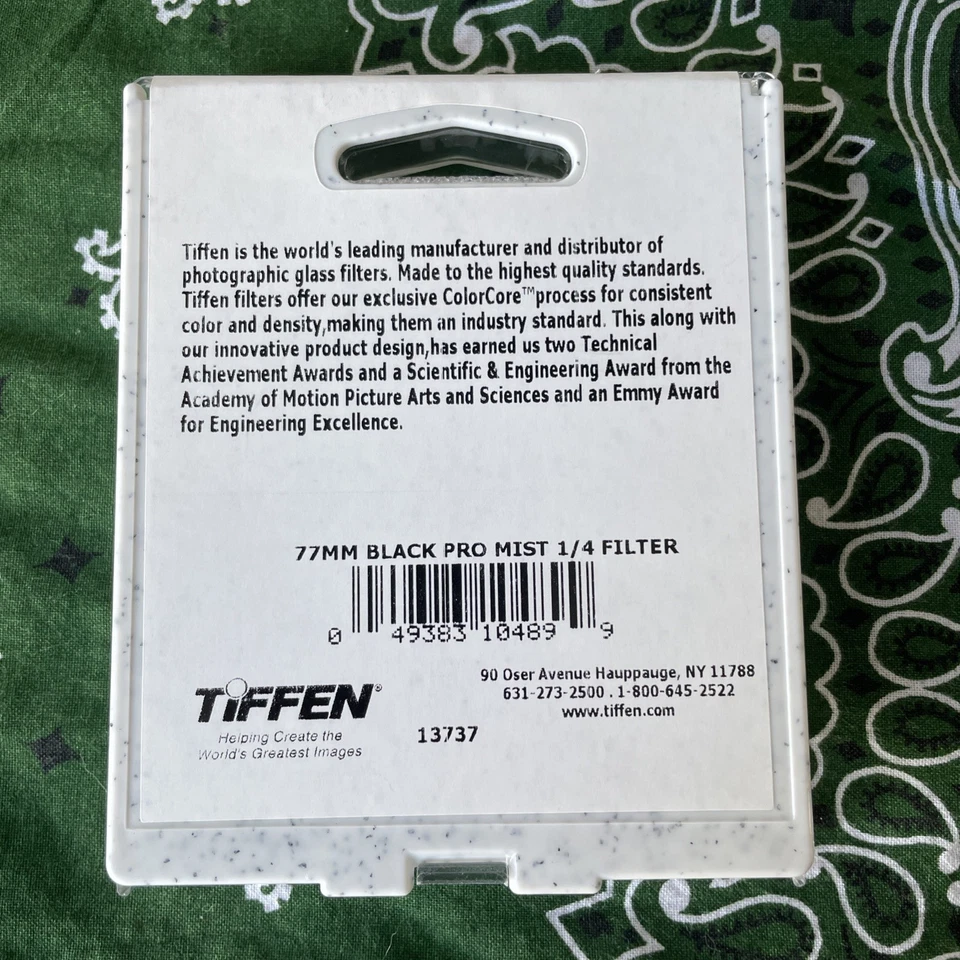 Tiffen is the world's leading manufacturer and distributor of
photographic glass filters. Made to the highest quality standards.
Tiffen filters offer our exclusive ColorCore™process for consistent
color and density,making them an industry standard. This along with
our innovative product design,has earned us two Technical
Achievement Awards and a Scientific & Engineering Award from the
Academy of Motion Picture Arts and Sciences and an Emmy Award
for Engineering Excellence.
77MM BLACK PRO MIST 1/4 FILTER
0 49383 10489 9
90 Oser Avenue Hauppauge, NY 11788
631-273-2500 . 1-800-645-2522
www.tiffen.com
TIFFEN®
Helping Create the
World's Greatest Images
13737